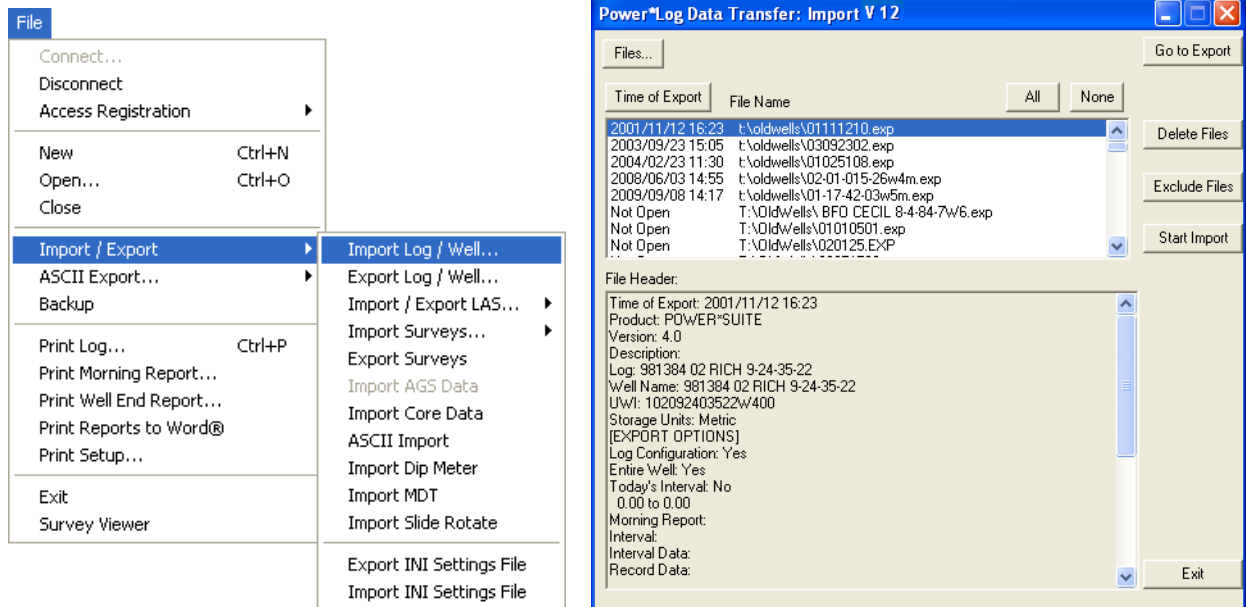 File
Connect...
Disconnect
Access Registration
New Ctrl+N
Open... Ctrl+O
Close
Import / Export
ASCII Export...
Backup
Print Log... Ctrl+P
Print Morning Report...
Print Well End Report...
Print Reports to Word®
Print Setup...
Exit
Survey Viewer
Import Log / Well...
Export Log / Well...
Import / Export LAS...
Import Surveys...
Export Surveys
Import AGS Data
Import Core Data
ASCII Import
Import Dip Meter
Import MDT
Import Slide Rotate
Export INI Settings File
Import INI Settings File
Power*Log Data Transfer: Import V 12
Files...
Go to Export
Time of Export File Name All None
2001/11/12 16:23 t:\oldwells\01111210.exp
2003/09/23 15:05 t:\oldwells\03092302.exp
2004/02/23 11:30 t:\oldwells\01025108.exp
2008/06/03 14:55 t:\oldwells\02-01-015-26w4m.exp
2009/09/08 14:17 t:\oldwells\01-17-42-03w5m.exp
Not Open T:\OldWells\ BFO CECIL 8-4-84-7W6.exp
Not Open T:\OldWells\01010501.exp
Not Open T:\OldWells\020125.EXP
Delete Files
Exclude Files
Start Import
File Header:
Time of Export: 2001/11/12 16:23
Product: POWER*SUITE
Version: 4.0
Description:
Log: 981384 02 RICH 9-24-35-22
Well Name: 981384 02 RICH 9-24-35-22
UWI: 102092403522W400
Storage Units: Metric
[EXPORT OPTIONS]
Log Configuration: Yes
Entire Well: Yes
Today's Interval: No
0.00 to 0.00
Morning Report:
Interval:
Interval Data:
Record Data:
Exit